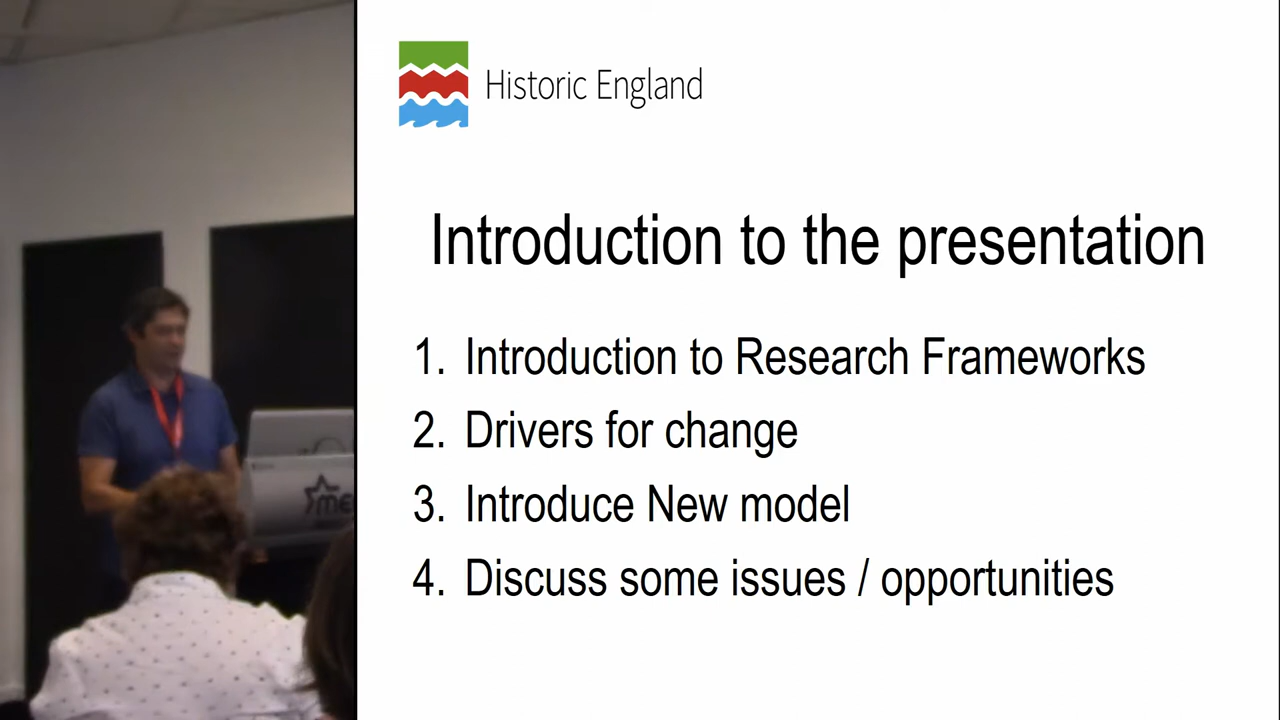 Historic England
Introduction to the presentation
1. Introduction to Research Frameworks
2. Drivers for change
3. Introduce New model
4. Discuss some issues / opportunities